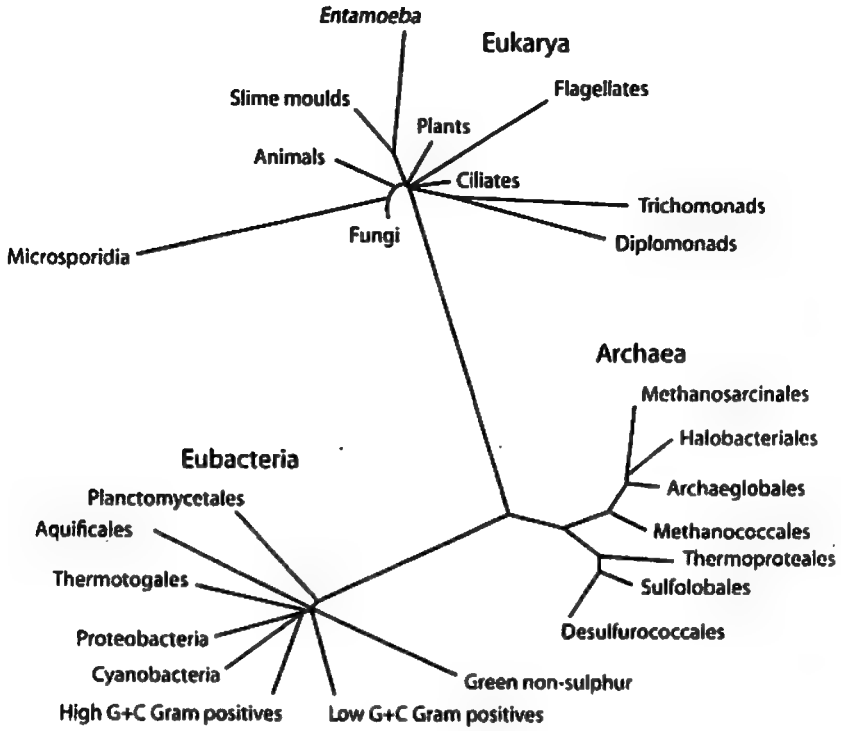 Entamoeba
Eukarya
Flagellates
Slime moulds
Plants
Animals
Ciliates
Trichomonads
Fungi
Diplomonads
Microsporidia
Archaea
Methanosarcinales
Halobacteriales
Eubacteria
Archaeglobales
Planctomycetales
Aquificales
Methanococcales
Thermoproteales
Thermotogales
Sulfolobales
Desulfurococcales
Proteobacteria
Cyanobacteria
Green non-sulphur
High G+C Gram positives
Low G+C Gram positives